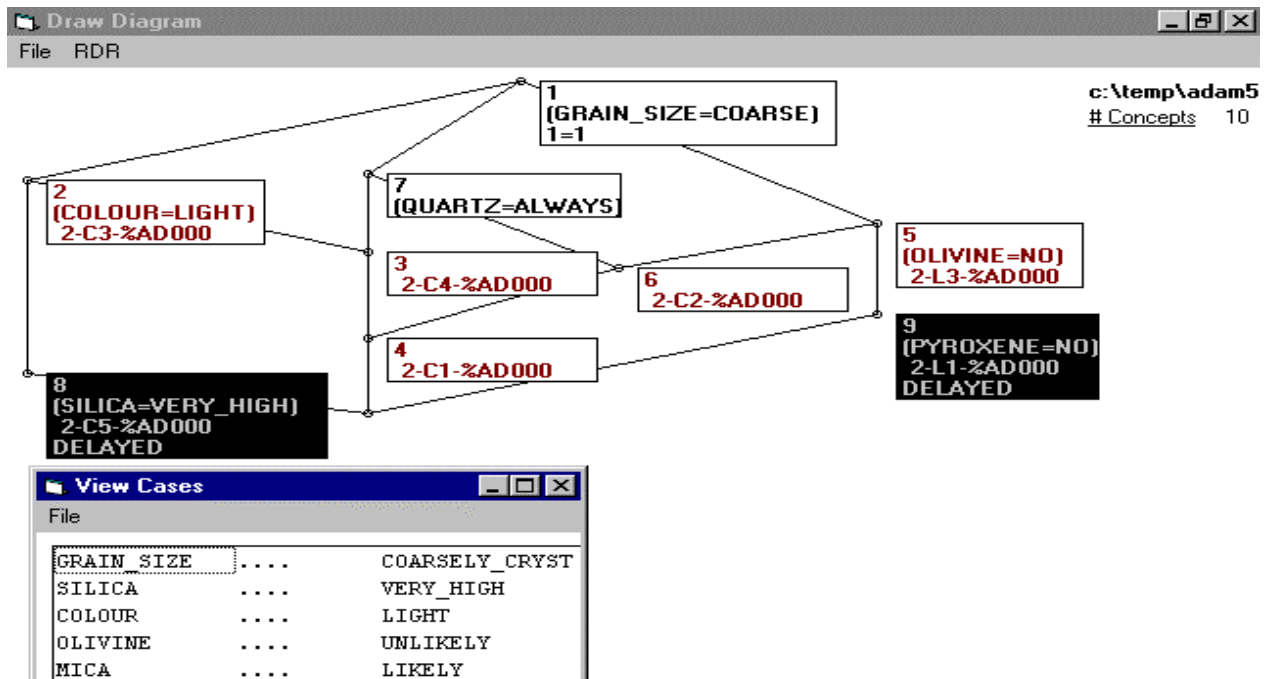 Draw Diagram
File RDR
c:\temp\adam5
# Concepts 10
1
(GRAIN_SIZE=COARSE)
1=1
2
(COLOUR=LIGHT)
2-C3-%AD000
7
(QUARTZ=ALWAYS)
3
2-C4-%AD000
6
2-C2-%AD000
5
(OLIVINE=NO)
2-L3-%AD000
4
2-C1-%AD000
9
(PYROXENE=NO)
2-L1-%AD000
DELAYED
8
(SILICA=VERY_HIGH)
2-C5-%AD000
DELAYED
View Cases
File
GRAIN_SIZE .... COARSELY_CRYST
SILICA .... VERY_HIGH
COLOUR .... LIGHT
OLIVINE .... UNLIKELY
MICA .... LIKELY